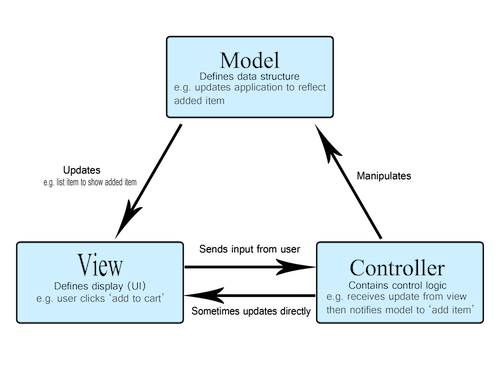 Model
Defines data structure
e.g. updates application to reflect
added item
Updates
e.g. list item to show added item
Manipulates
View
Defines display (UI)
e.g. user clicks 'add to cart'
Sends input from user
Sometimes updates directly
Controller
Contains control logic
e.g. receives update from view
then notifies model to 'add item'